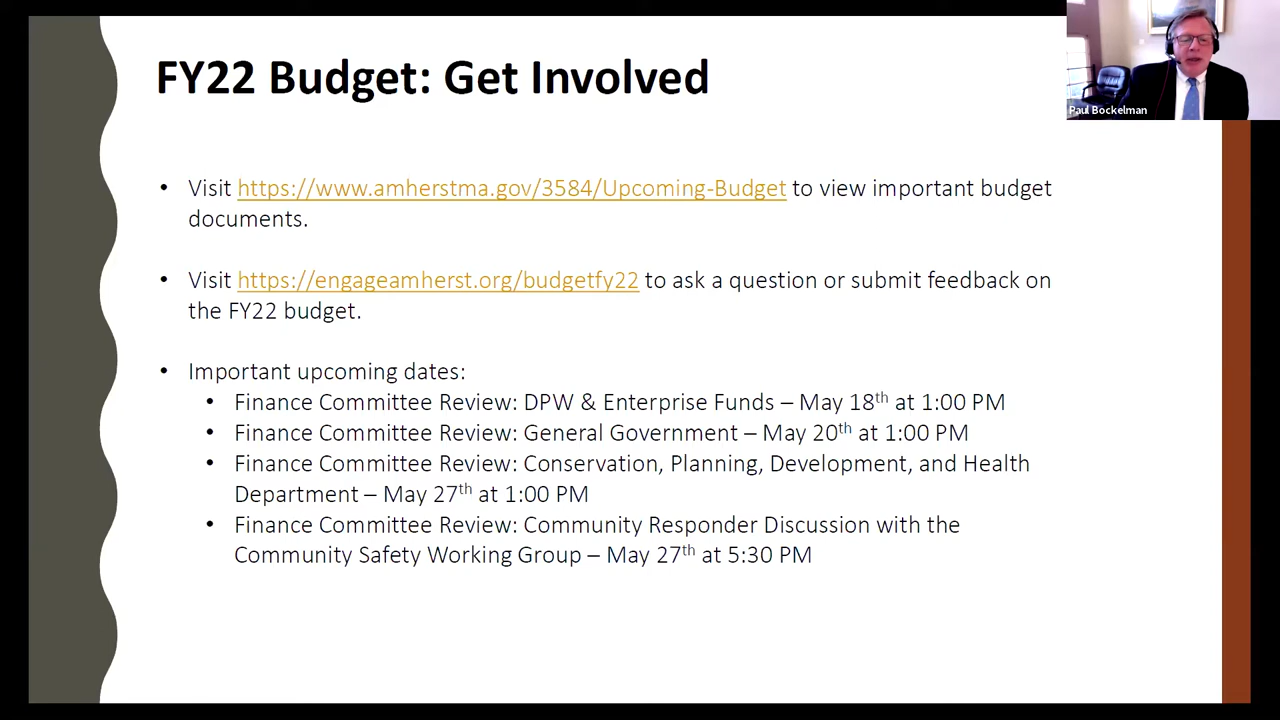 FY22 Budget: Get Involved
Paul Bockelman
• Visit https://www.amherstma.gov/3584/Upcoming-Budget to view important budget
documents.
• Visit https://engageamherst.org/budgetfy22 to ask a question or submit feedback on
the FY22 budget.
• Important upcoming dates:
• Finance Committee Review: DPW & Enterprise Funds – May 18th at 1:00 PM
• Finance Committee Review: General Government – May 20th at 1:00 PM
• Finance Committee Review: Conservation, Planning, Development, and Health
Department – May 27th at 1:00 PM
• Finance Committee Review: Community Responder Discussion with the
Community Safety Working Group – May 27th at 5:30 PM